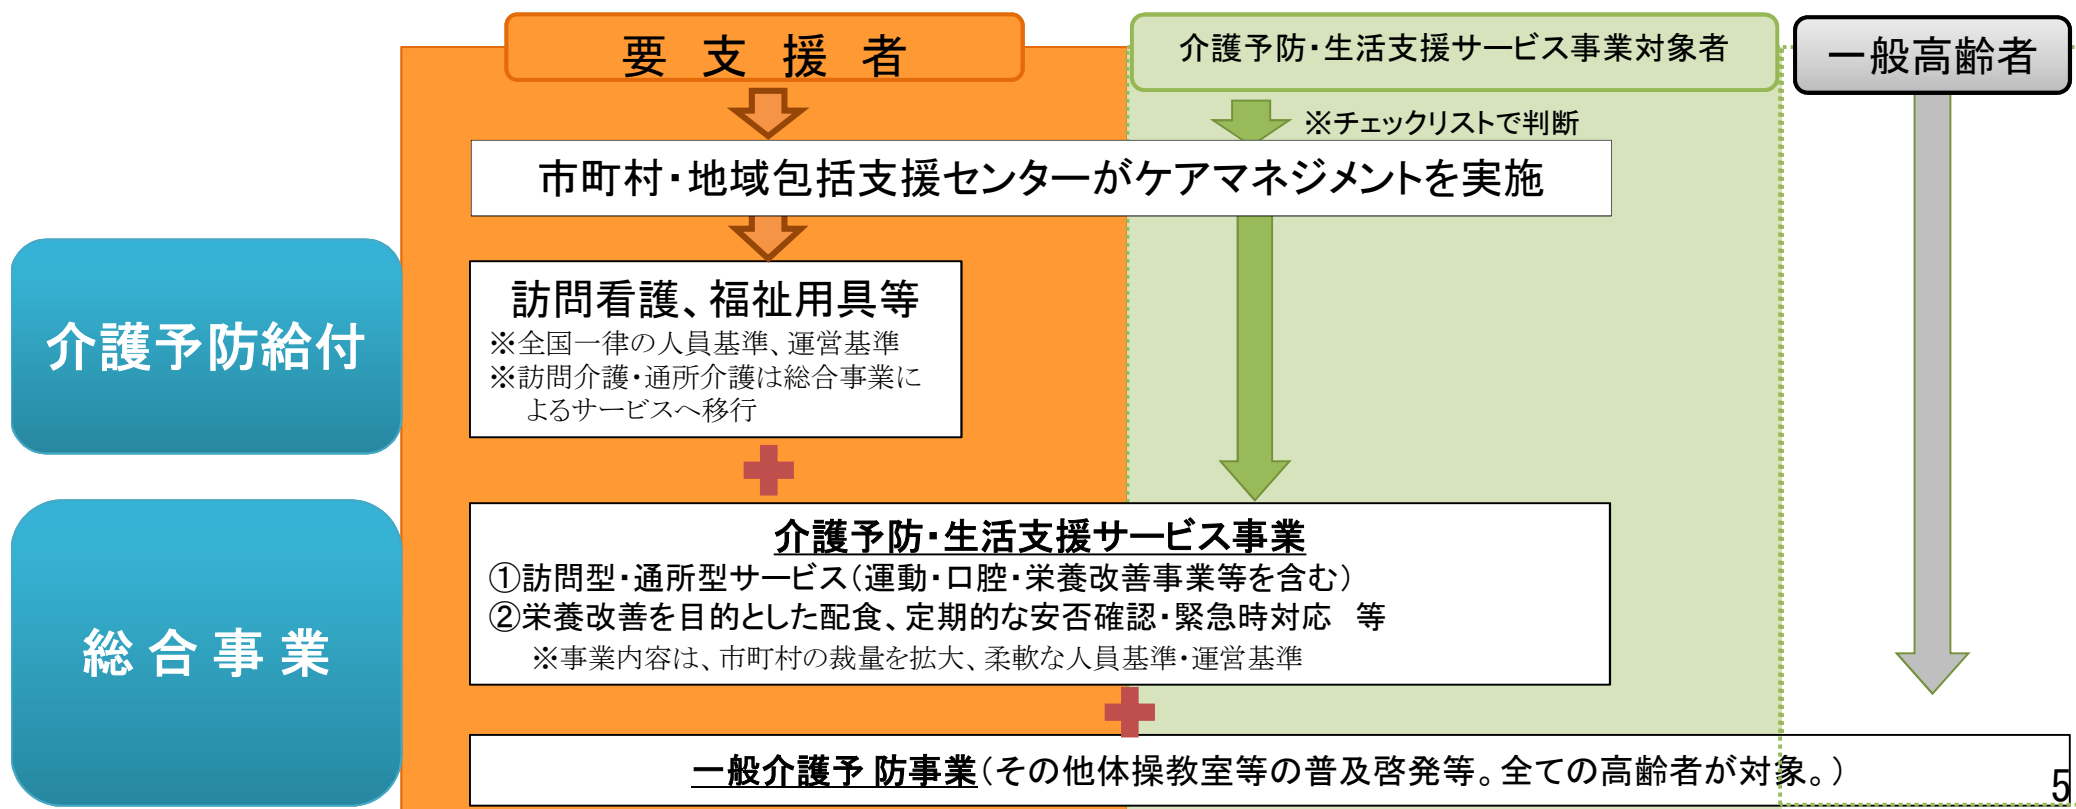 要支援者
介護予防・生活支援サービス事業対象者
一般高齢者
※チェックリストで判断
市町村・地域包括支援センターがケアマネジメントを実施
介護予防給付
訪問看護、福祉用具等
※全国一律の人員基準、運営基準
※訪問介護・通所介護は総合事業に
よるサービスへ移行
総合事業
介護予防・生活支援サービス事業
①訪問型・通所型サービス(運動・口腔・栄養改善事業等を含む)
②栄養改善を目的とした配食、定期的な安否確認・緊急時対応　等
※事業内容は、市町村の裁量を拡大、柔軟な人員基準・運営基準
一般介護予 防事業(その他体操教室等の普及啓発等。全ての高齢者が対象。)
5